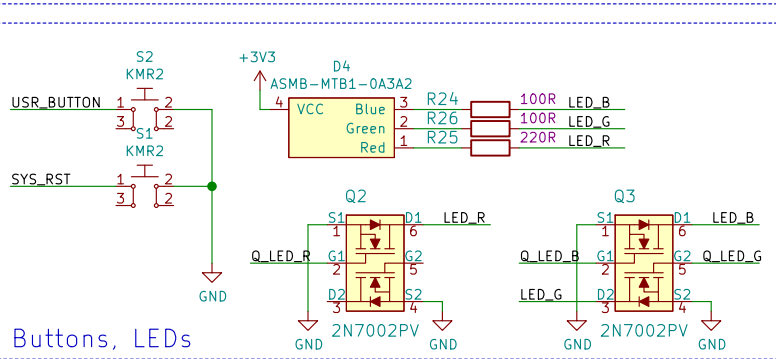 S2
KMR2
USR_BUTTON
1
2
3
2
S1
KMR2
SYS_RST
1
2
3
2
GND
+3V3
D4
ASMB-MTB1-0A3A2
4
VCC
Blue
3
R24
100R
LED_B
Green
2
R26
100R
LED_G
Red
1
R25
220R
LED_R
Q2
S1
D1
LED_R
1
6
Q_LED_R
G1
G2
2
5
D2
S2
3
4
2N7002PV
GND
GND
Q3
S1
D1
LED_B
1
6
Q_LED_B
G1
G2
Q_LED_G
2
5
LED_G
D2
S2
3
4
2N7002PV
GND
GND
Buttons, LEDs